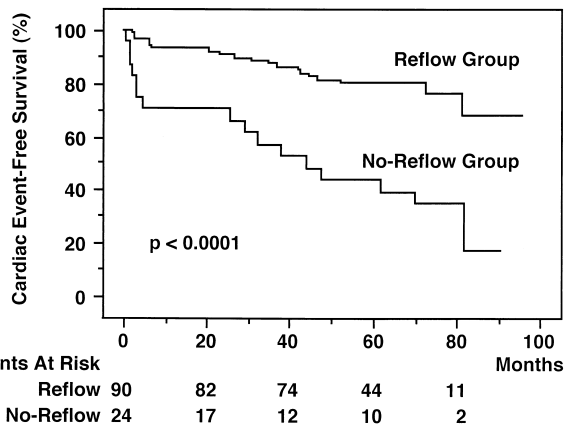 Cardiac Event-Free Survival (%)
100
80
60
40
20
0
Reflow Group
No-Reflow Group
p < 0.0001
0 20 40 60 80 100
nts At Risk
Months
Reflow 90 82 74 44 11
No-Reflow 24 17 12 10 2